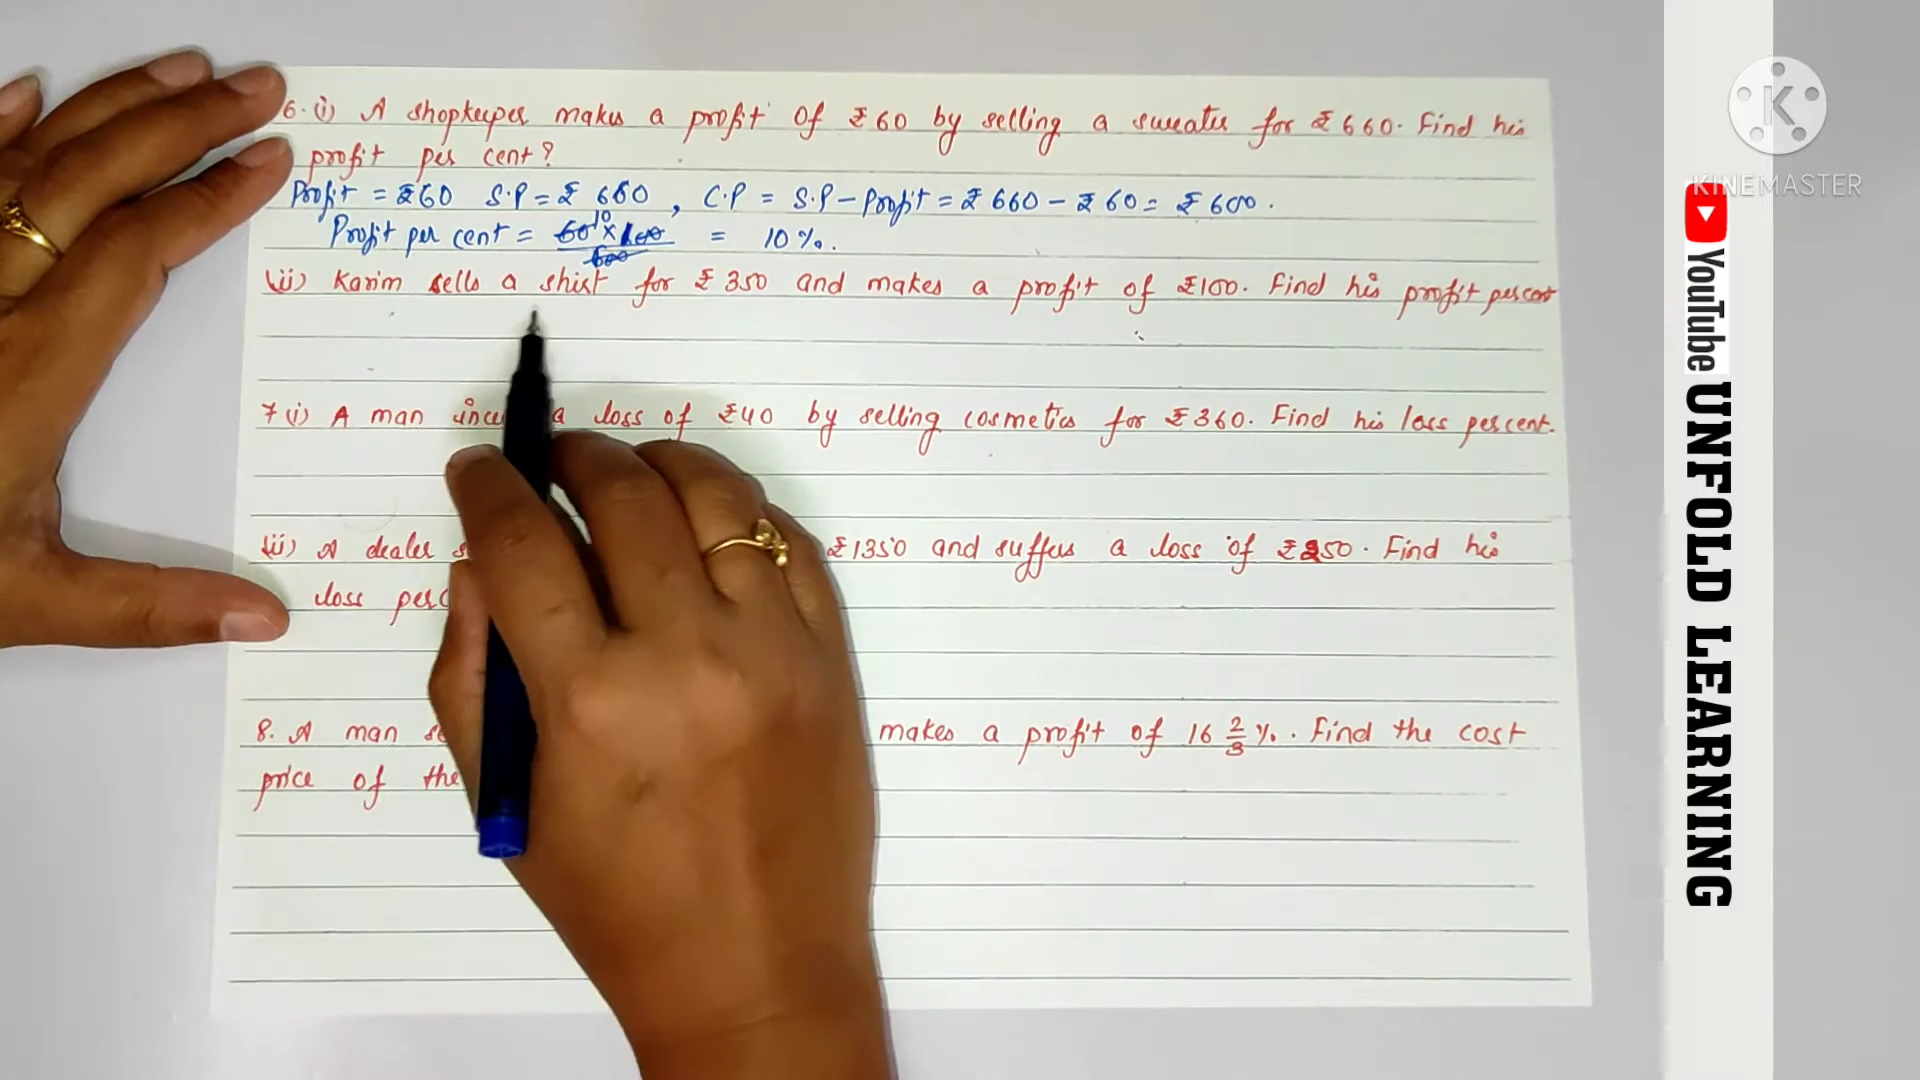 6. (i) A shopkeeper makes a profit of ₹60 by selling a sweater for ₹660. Find his
profit per cent?
Profit = ₹60 S.P = ₹ 660 , C.P = S.P - Profit = ₹ 660 - ₹ 60 = ₹ 600.
Profit per cent = 60 10 x 100 / 600 = 10 %.
(ii) Karim sells a shirt for ₹ 350 and makes a profit of ₹100. Find his profit percent
7 (i) A man a loss of ₹40 by selling cosmetics for ₹360. Find his loss percent.
(ii) A dealer ₹1350 and suffers a loss of ₹250. Find his
loss
8. A man makes a profit of 16 2/3 %. Find the cost
price of the
KINEMASTER
YouTube UNFOLD LEARNING